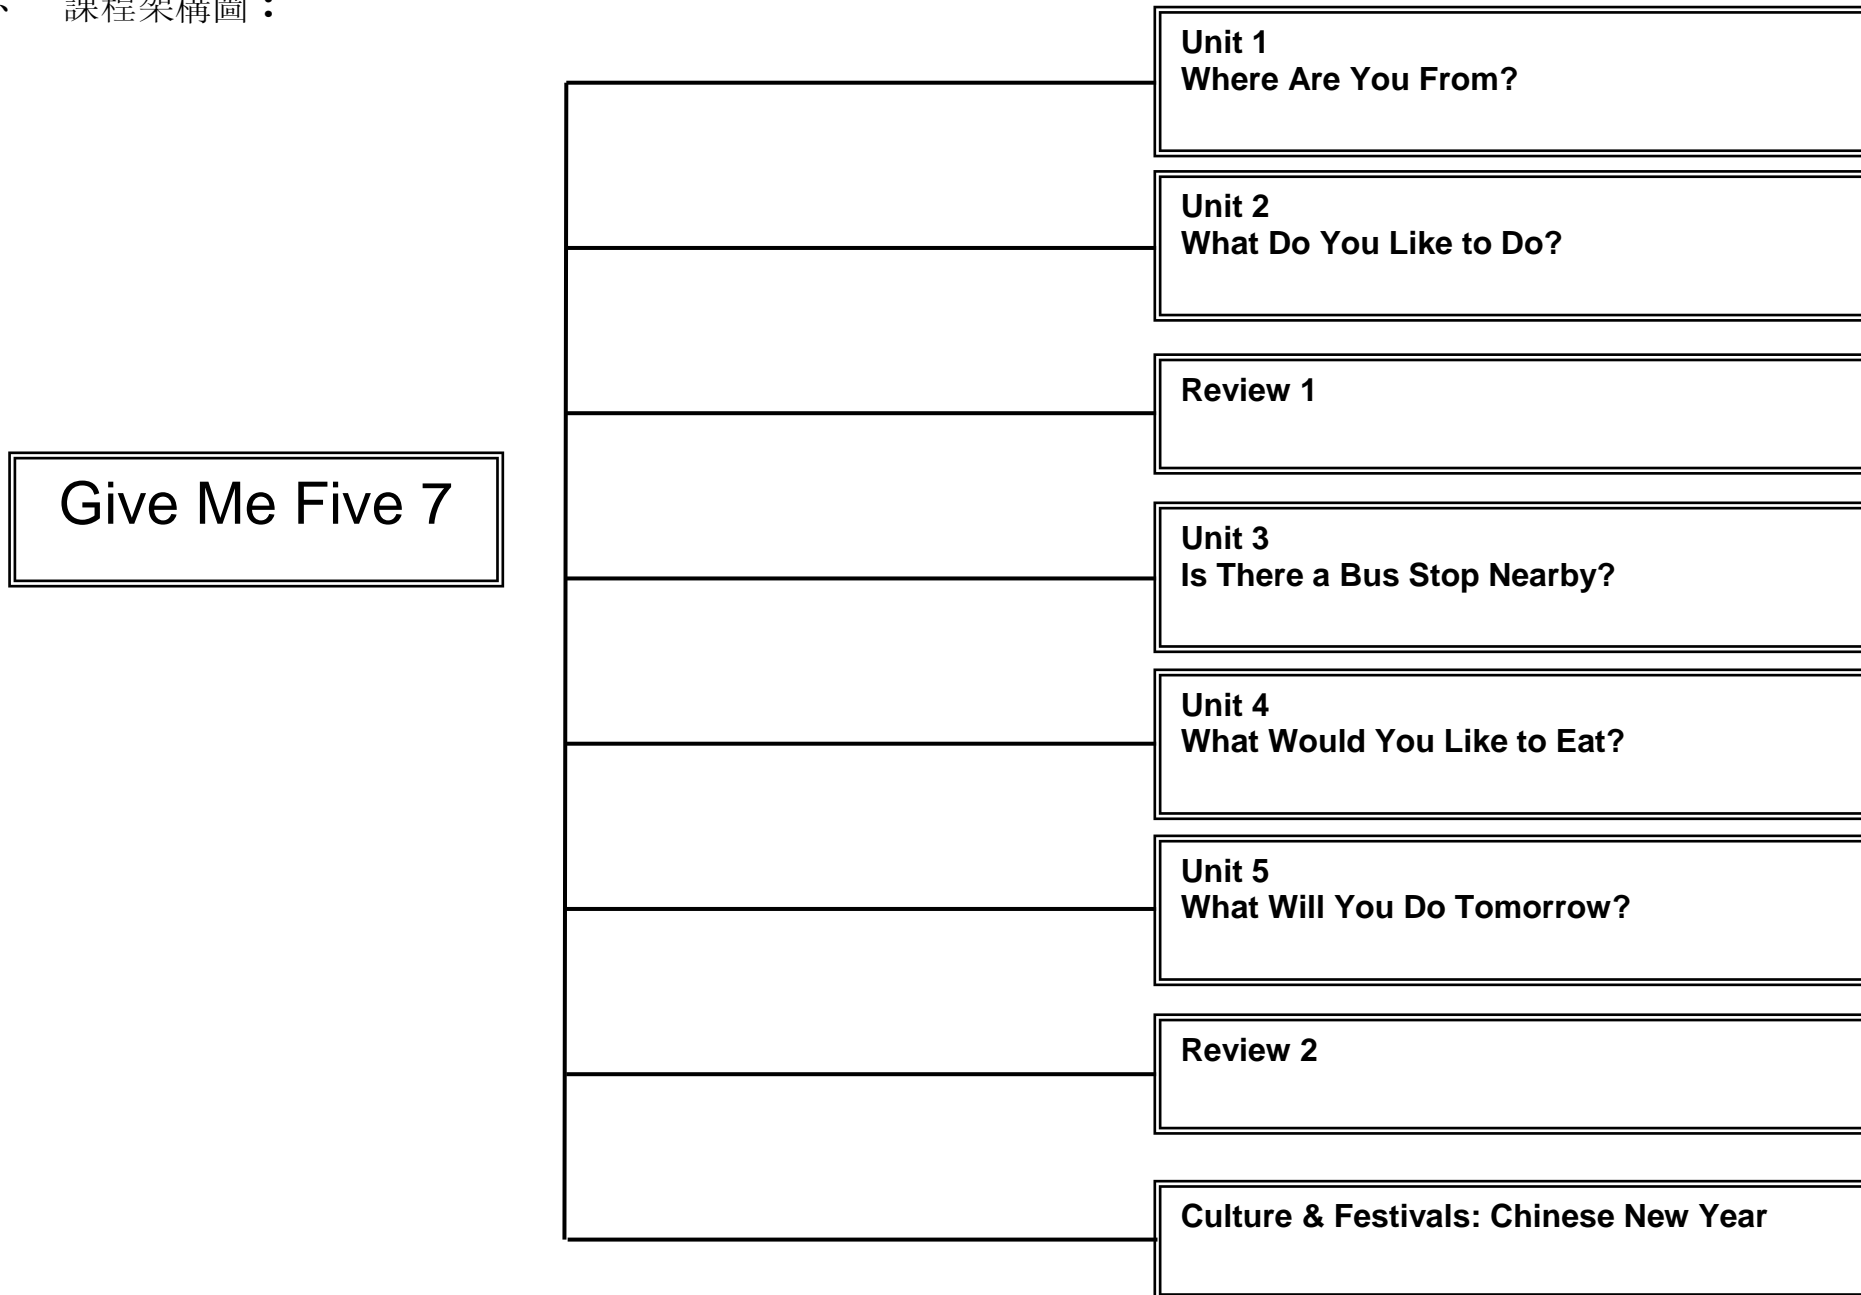 、 課程架構圖：
Unit 1
Where Are You From?
Unit 2
What Do You Like to Do?
Review 1
Give Me Five 7
Unit 3
Is There a Bus Stop Nearby?
Unit 4
What Would You Like to Eat?
Unit 5
What Will You Do Tomorrow?
Review 2
Culture & Festivals: Chinese New Year